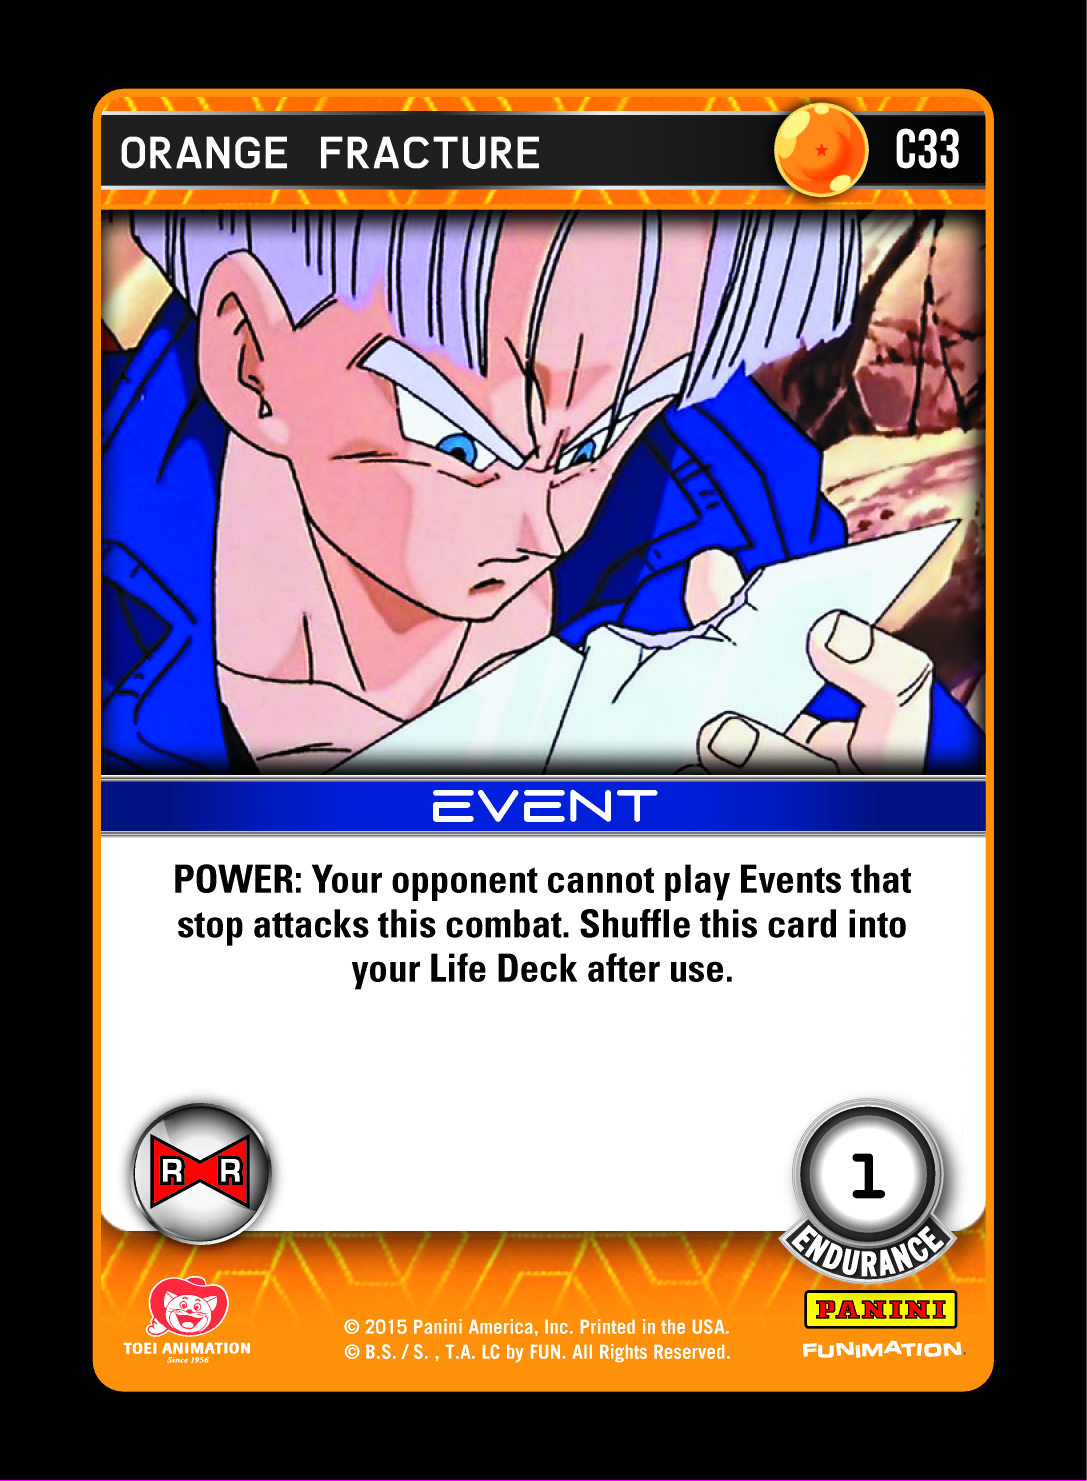 ORANGE FRACTURE
C33
EVENT
POWER: Your opponent cannot play Events that
stop attacks this combat. Shuffle this card into
your Life Deck after use.
R R
1
ENDURANCE
TOEI ANIMATION
Since 1956
© 2015 Panini America, Inc. Printed in the USA.
© B.S. / S. , T.A. LC by FUN. All Rights Reserved.
PANINI
FUNIMATION.